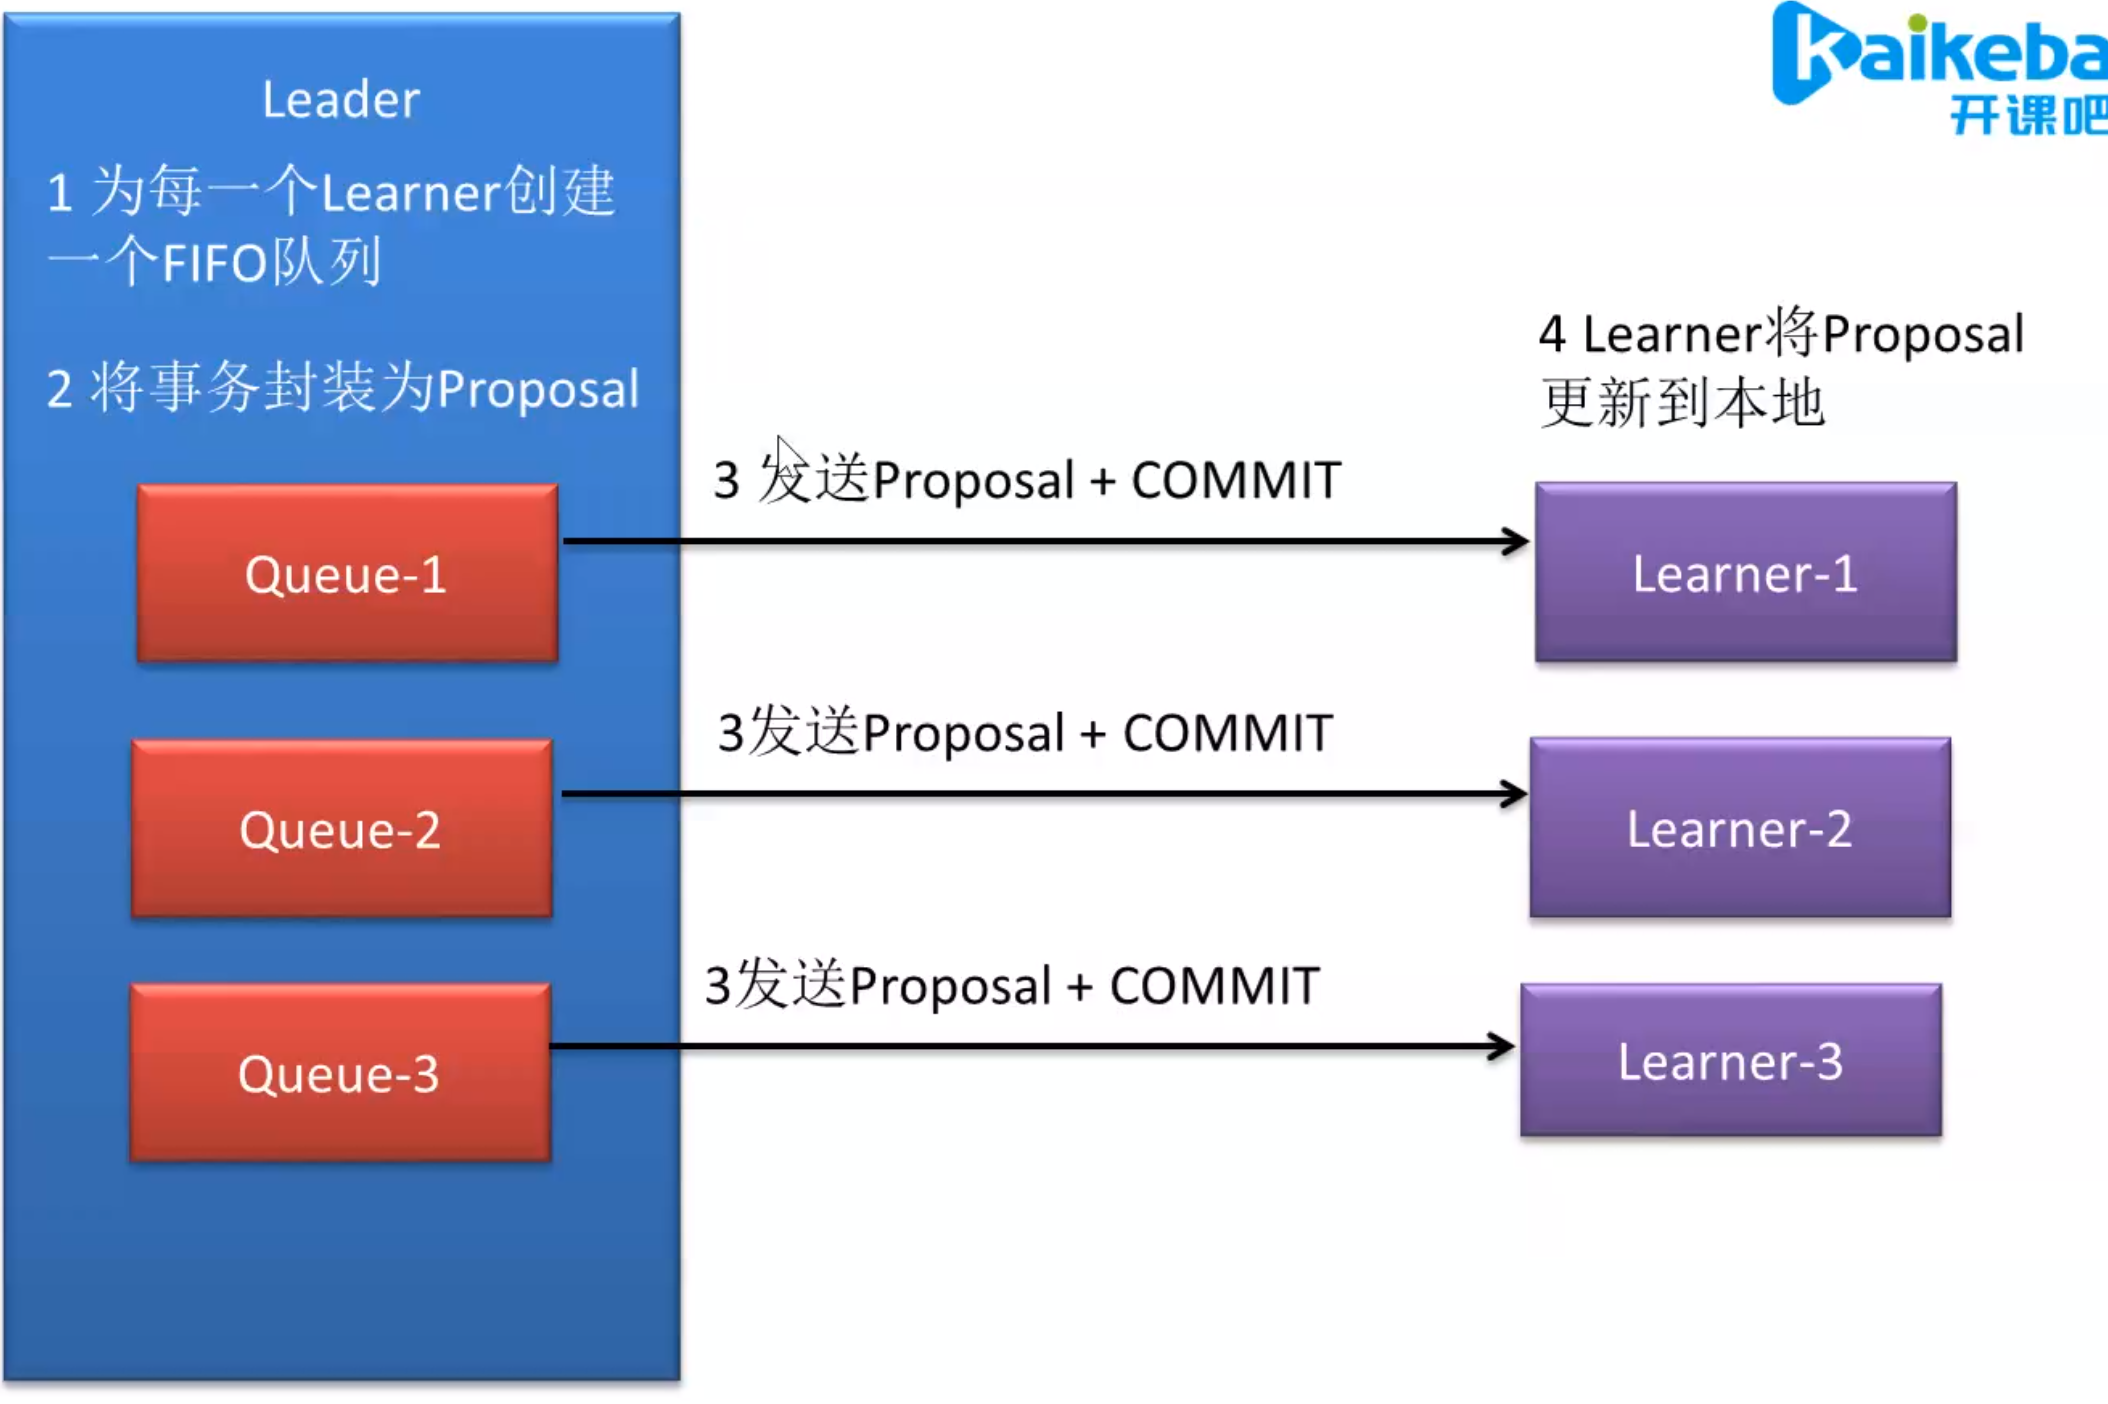 kaikeba
开课吧
Leader
1 为每一个Learner创建
一个FIFO队列
2 将事务封装为Proposal
4 Learner将Proposal
更新到本地
3 发送Proposal + COMMIT
Queue-1
Learner-1
3发送Proposal + COMMIT
Queue-2
Learner-2
3发送Proposal + COMMIT
Queue-3
Learner-3